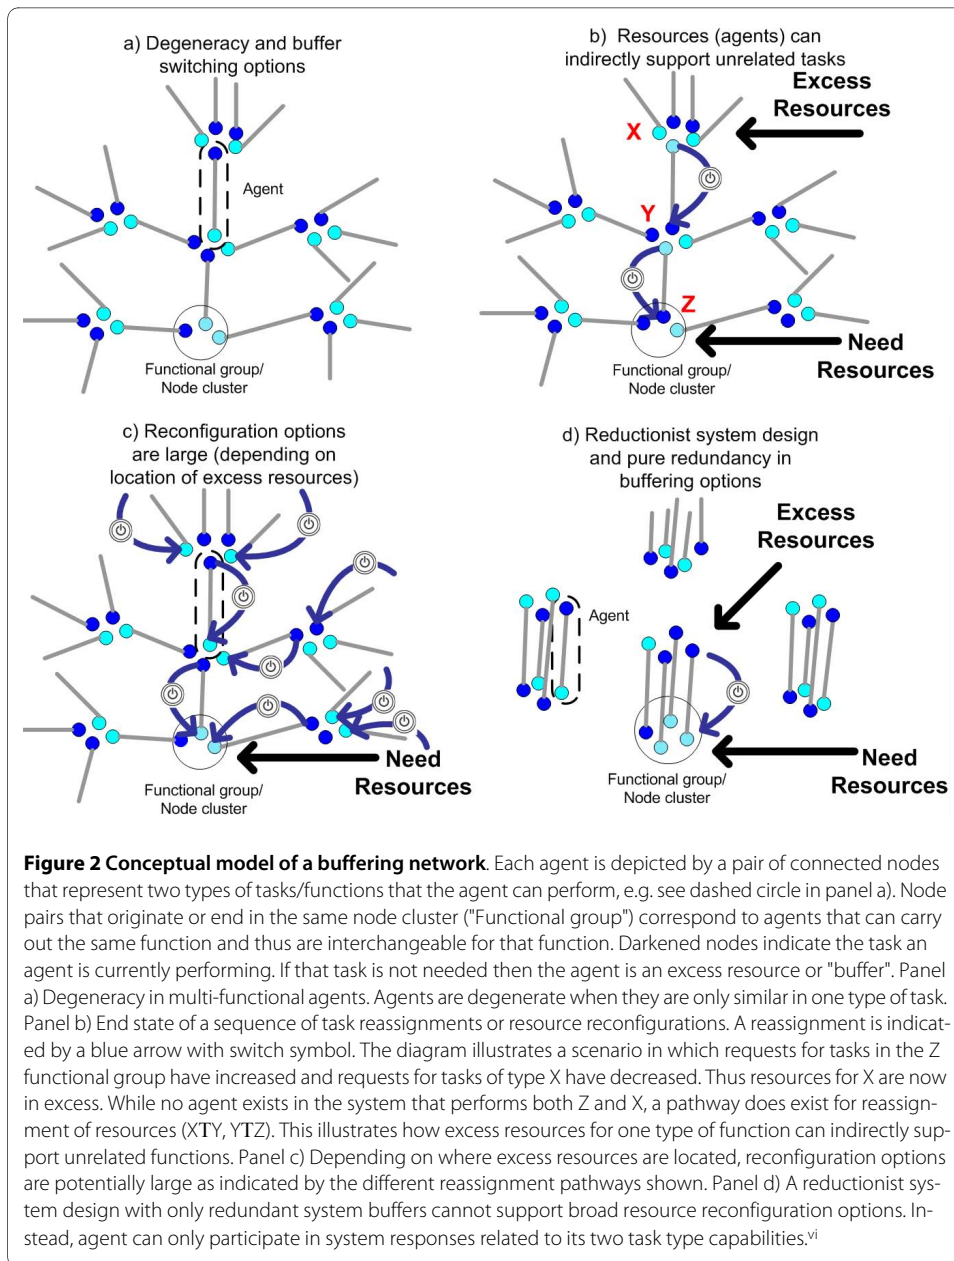 a) Degeneracy and buffer
switching options
Agent
Functional group/
Node cluster
b) Resources (agents) can
indirectly support unrelated tasks
Excess
Resources
X
Y
Z
Need
Resources
Functional group/
Node cluster
c) Reconfiguration options
are large (depending on
location of excess resources)
Need
Resources
Functional group/
Node cluster
d) Reductionist system design
and pure redundancy in
buffering options
Excess
Resources
Agent
Need
Resources
Functional group/
Node cluster
Figure 2 Conceptual model of a buffering network. Each agent is depicted by a pair of connected nodes
that represent two types of tasks/functions that the agent can perform, e.g. see dashed circle in panel a). Node
pairs that originate or end in the same node cluster ("Functional group") correspond to agents that can carry
out the same function and thus are interchangeable for that function. Darkened nodes indicate the task an
agent is currently performing. If that task is not needed then the agent is an excess resource or "buffer". Panel
a) Degeneracy in multi-functional agents. Agents are degenerate when they are only similar in one type of task.
Panel b) End state of a sequence of task reassignments or resource reconfigurations. A reassignment is indicat-
ed by a blue arrow with switch symbol. The diagram illustrates a scenario in which requests for tasks in the Z
functional group have increased and requests for tasks of type X have decreased. Thus resources for X are now
in excess. While no agent exists in the system that performs both Z and X, a pathway does exist for reassign-
ment of resources (XTY, YTZ). This illustrates how excess resources for one type of function can indirectly sup-
port unrelated functions. Panel c) Depending on where excess resources are located, reconfiguration options
are potentially large as indicated by the different reassignment pathways shown. Panel d) A reductionist sys-
tem design with only redundant system buffers cannot support broad resource reconfiguration options. In-
stead, agent can only participate in system responses related to its two task type capabilities.vi